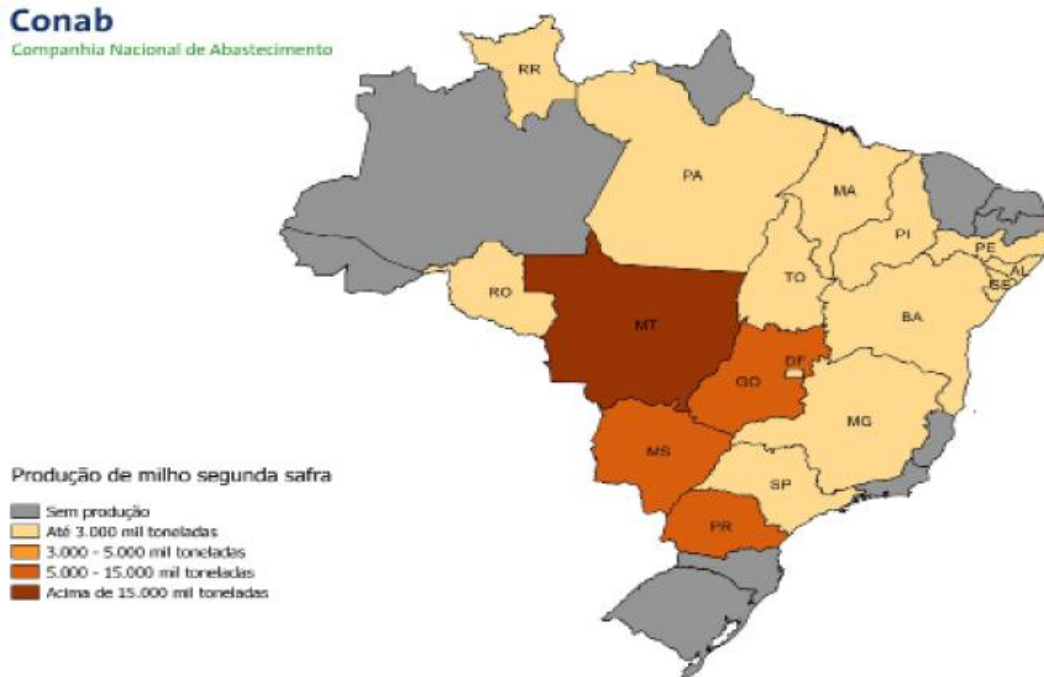 Conab
Companhia Nacional de Abastecimento
RR
PA
MA
PI
PE
AL
SE
TO
RO
BA
MT
DF
GO
MG
MS
SP
PR
Produção de milho segunda safra
Sem produção
Até 3.000 mil toneladas
3.000 - 5.000 mil toneladas
5.000 - 15.000 mil toneladas
Acima de 15.000 mil toneladas